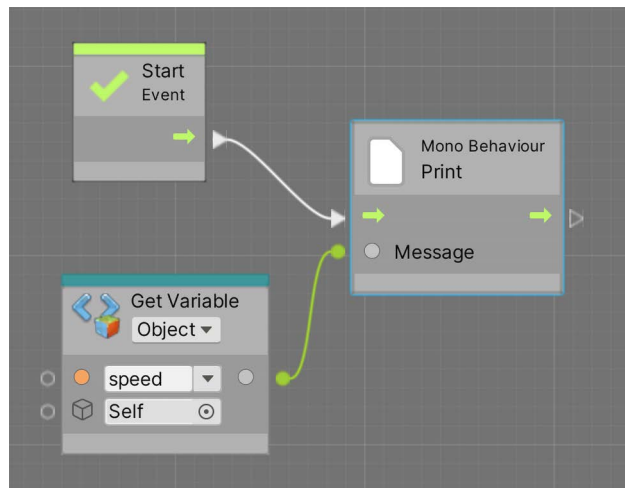 Start
Event
Mono Behaviour
Print
Message
Get Variable
Object
speed
Self